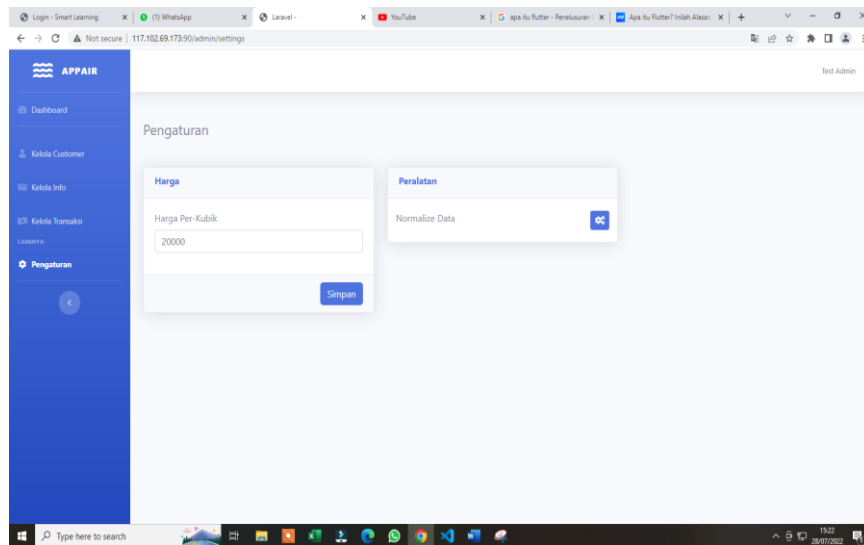 Login - Smart Learning
(1) WhatsApp
Laravel -
YouTube
apa itu flutter - Penelusuran
Apa itu Flutter? Inilah Alasan
Not secure | 117.102.69.173:90/admin/settings
APPAIR
Test Admin
Dashboard
Kelola Customer
Kelola Info
Kelola Transaksi
LAINNYA
Pengaturan
Pengaturan
Harga
Harga Per-Kubik
20000
Simpan
Peralatan
Normalize Data
Type here to search
15:22
28/07/2022